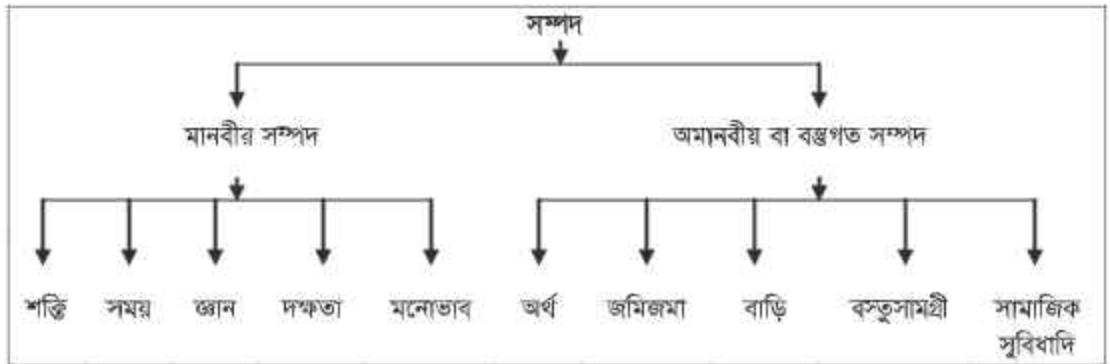 সম্পদ
মানবীর সম্পদ
অমানবীয় বা বস্তুগত সম্পদ
শক্তি সময় জ্ঞান দক্ষতা মনোভাব অর্থ জমিজমা বাড়ি বস্তুসামগ্রী সামাজিক
সুবিধাদি